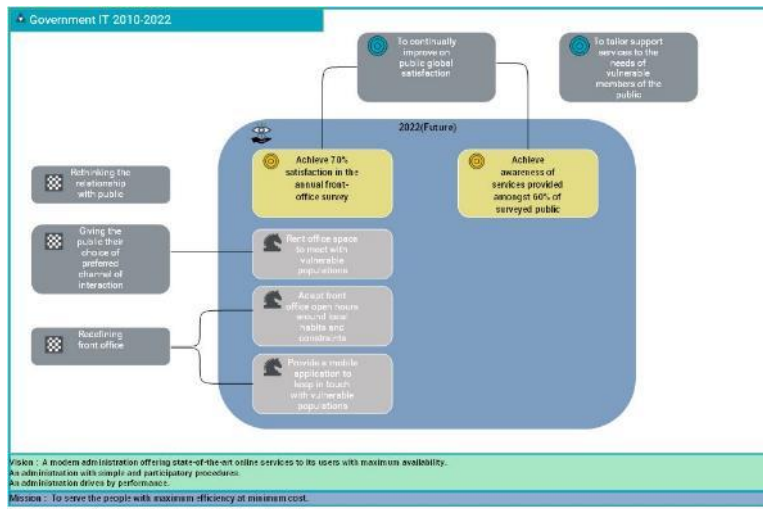 Government IT 2010-2022
To continually
improve on
public global
satisfaction
To tailor support
services to the
needs of
vulnerable
members of the
public
2022(Future)
Achieve 70%
satisfaction in the
annual front-
office survey
Achieve
awareness of
services provided
amongst 60% of
surveyed public
Rethinking the
relationship
with public
Giving the
public their
choice of
preferred
channel of
interaction
Rent office space
to meet with
vulnerable
populations
Adapt front
office open hours
around local
habits and
constraints
Redefining
front office
Provide a mobile
application to
keep in touch
with vulnerable
populations
Vision : A modern administration offering state-of-the-art online services to its users with maximum availability.
An administration with simple and participatory procedures.
An administration driven by performance.
Mission : To serve the people with maximum efficiency at minimum cost.